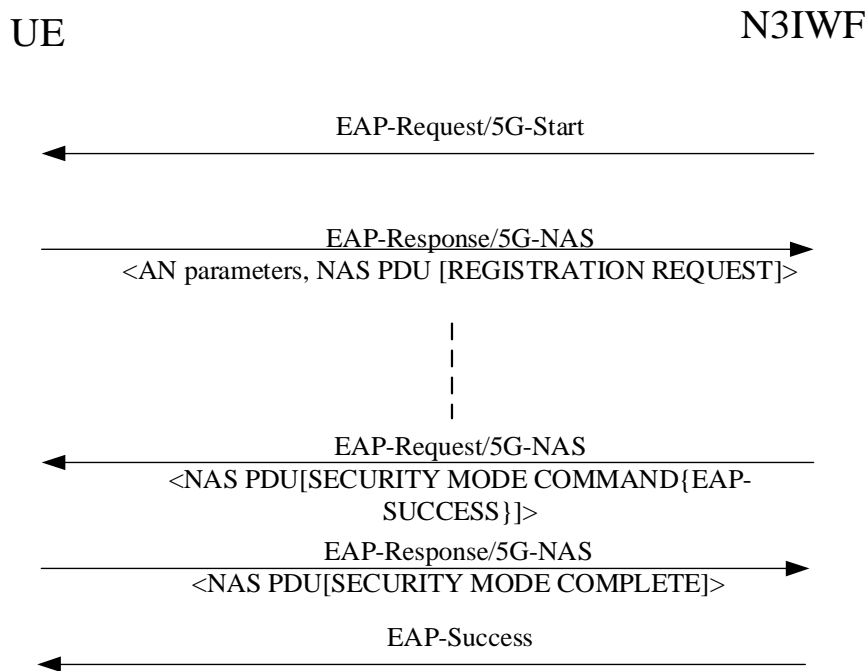 UE
N3IWF
EAP-Request/5G-Start
EAP-Response/5G-NAS
<AN parameters, NAS PDU [REGISTRATION REQUEST]>
EAP-Request/5G-NAS
<NAS PDU[SECURITY MODE COMMAND{EAP-
SUCCESS}]>
EAP-Response/5G-NAS
<NAS PDU[SECURITY MODE COMPLETE]>
EAP-Success